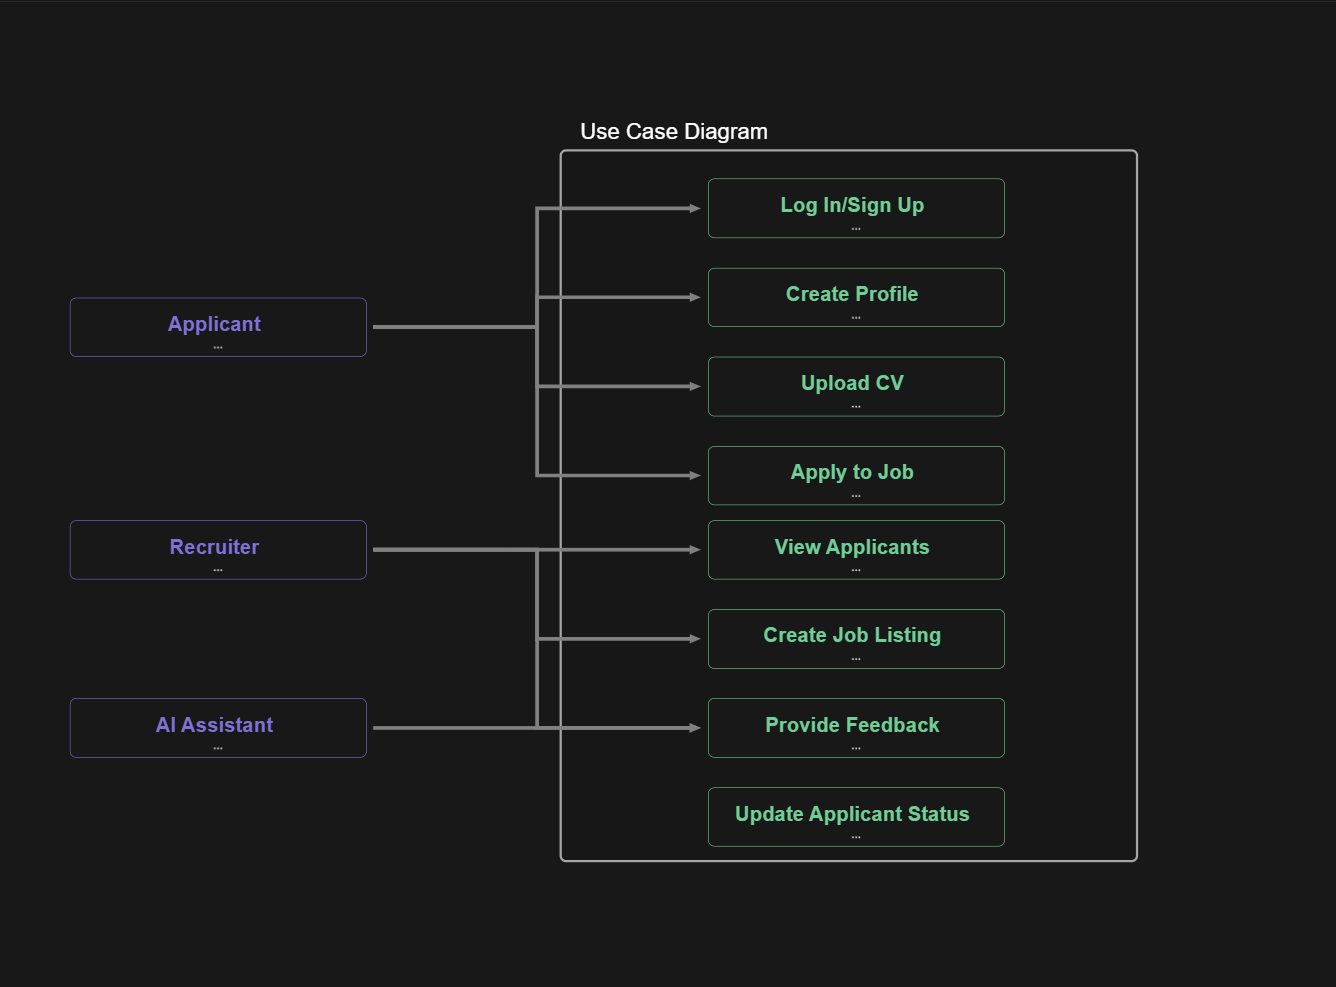 Use Case Diagram
Log In/Sign Up
...
Create Profile
...
Applicant
...
Upload CV
...
Apply to Job
...
Recruiter
...
View Applicants
...
Create Job Listing
...
AI Assistant
...
Provide Feedback
...
Update Applicant Status
...